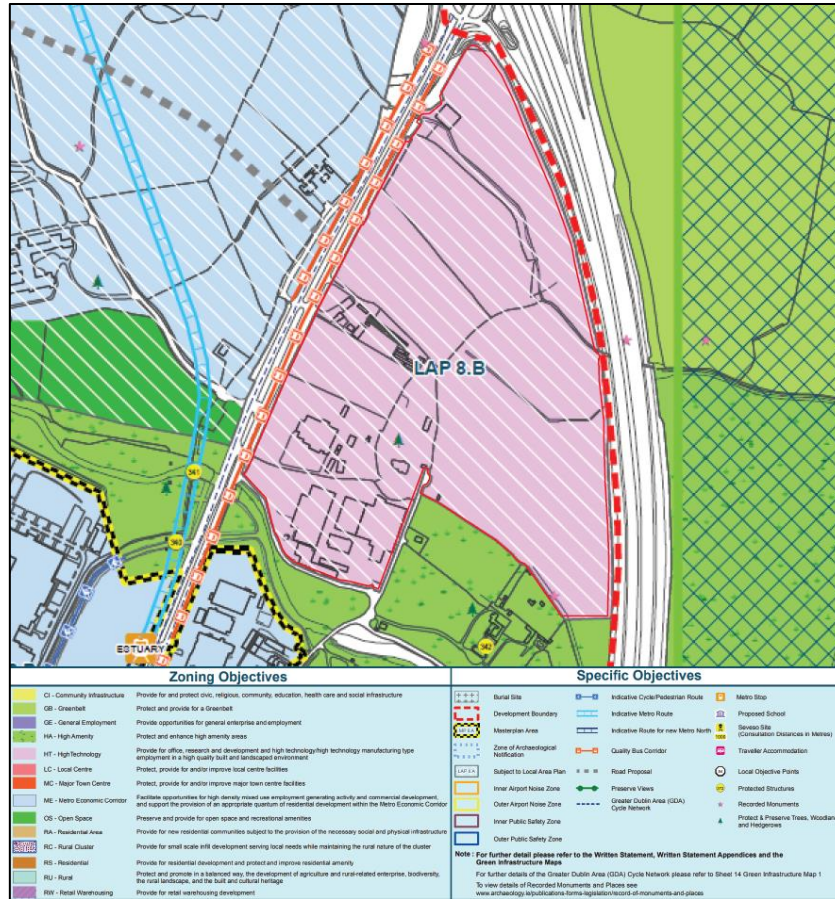 LAP 8.B
341
340
342
ESTUARY
Zoning Objectives
CI - Community Infrastructure Provide for and protect civic, religious, community, education, health care and social infrastructure
GB - Greenbelt Protect and provide for a Greenbelt
GE - General Employment Provide opportunities for general enterprise and employment
HA - High Amenity Protect and enhance high amenity areas
HT - HighTechnology Provide for office, research and development and high technology/high technology manufacturing type
employment in a high quality built and landscaped environment
LC - Local Centre Protect, provide for and/or improve local centre facilities
MC - Major Town Centre Protect, provide for and/or improve major town centre facilities
ME - Metro Economic Corridor Facilitate opportunities for high density mixed use employment generating activity and commercial development,
and support the provision of an appropriate quantum of residential development within the Metro Economic Corridor
OS - Open Space Preserve and provide for open space and recreational amenities
RA - Residential Area Provide for new residential communities subject to the provision of the necessary social and physical infrastructure
RC - Rural Cluster Provide for small scale infill development serving local needs while maintaining the rural nature of the cluster
RS - Residential Provide for residential development and protect and improve residential amenity
RU - Rural Protect and promote in a balanced way, the development of agriculture and rural-related enterprise, biodiversity,
the rural landscape, and the built and cultural heritage
RW - Retail Warehousing Provide for retail warehousing development
Specific Objectives
Burial Site
Development Boundary
Masterplan Area
Zone of Archaeological
Notification
Subject to Local Area Plan
Inner Airport Noise Zone
Outer Airport Noise Zone
Inner Public Safety Zone
Outer Public Safety Zone
Indicative Cycle/Pedestrian Route
Indicative Metro Route
Indicative Route for new Metro North
Quality Bus Corridor
Road Proposal
Preserve Views
Greater Dublin Area (GDA)
Cycle Network
Metro Stop
Proposed School
Seveso Site
(Consultation Distances in Metres)
Traveller Accommodation
Local Objective Points
Protected Structures
Recorded Monuments
Protect & Preserve Trees, Woodlan
and Hedgerows
Note : For further detail please refer to the Written Statement, Written Statement Appendices and the
Green Infrastructure Maps
For further details of the Greater Dublin Area (GDA) Cycle Network please refer to Sheet 14 Green Infrastructure Map 1
To view details of Recorded Monuments and Places see
www.archaeology.ie/publications-forms-legislation/record-of-monuments-and-places